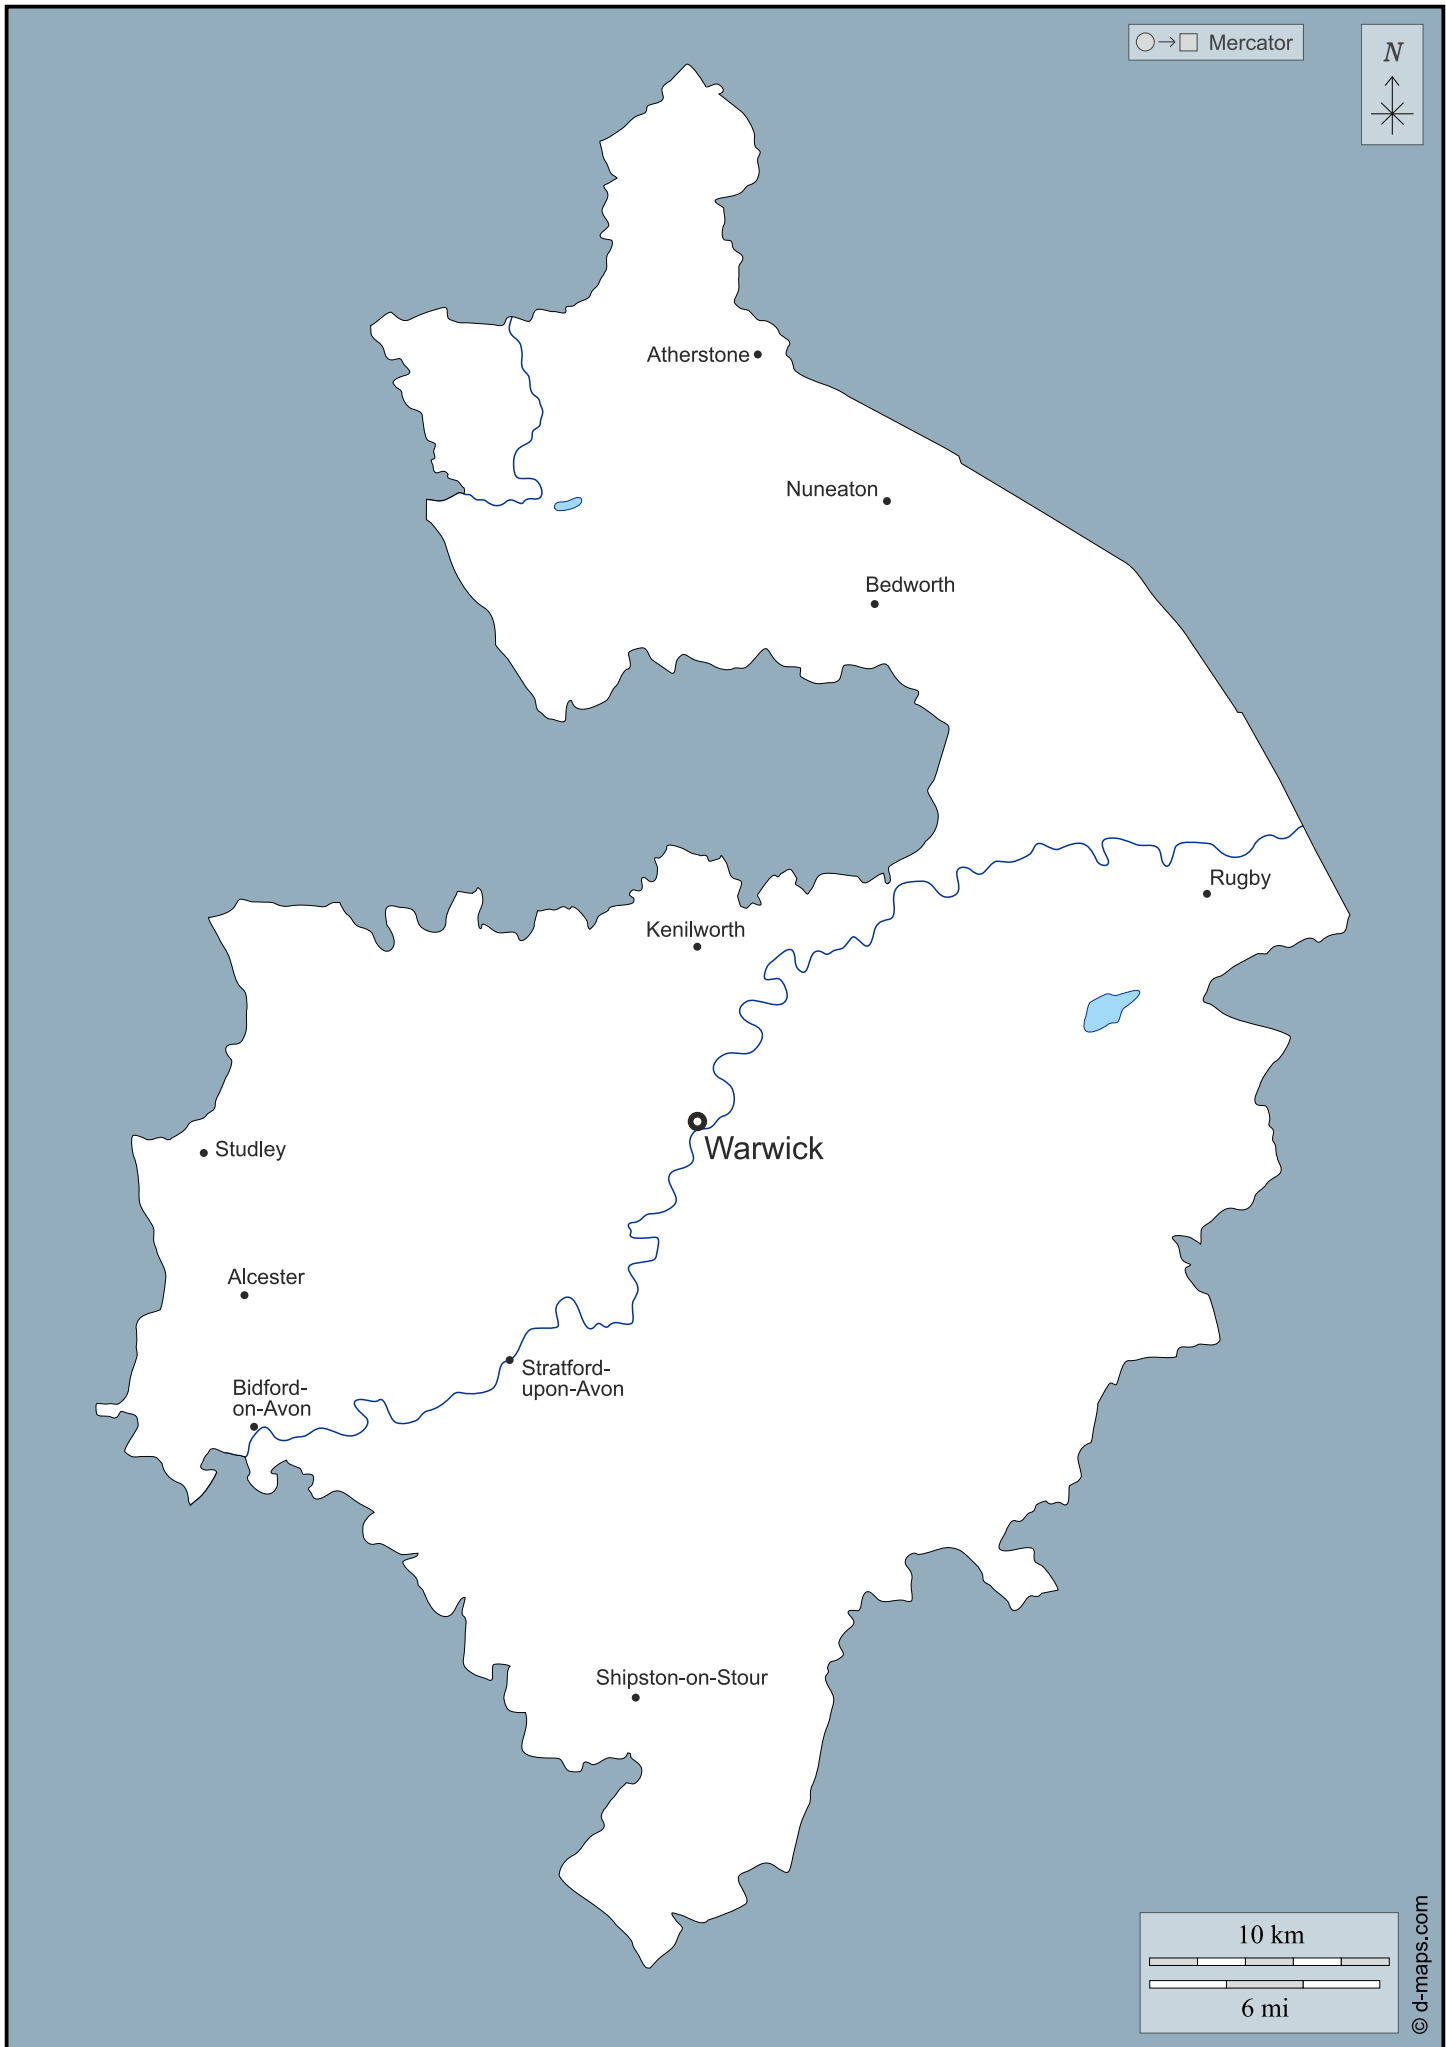 Mercator
N
Atherstone
Nuneaton
Bedworth
Rugby
Kenilworth
Warwick
Studley
Alcester
Stratford-
upon-Avon
Bidford-
on-Avon
Shipston-on-Stour
10 km
6 mi
© d-maps.com